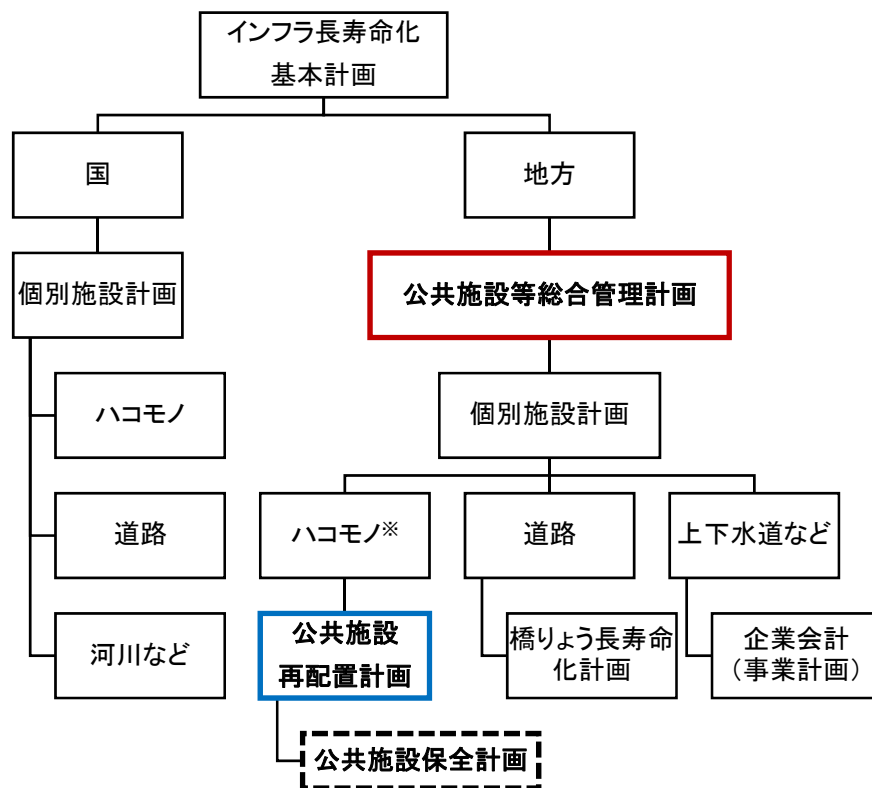 インフラ長寿命化
基本計画
国
地方
個別施設計画
公共施設等総合管理計画
ハコモノ
個別施設計画
道路
ハコモノ※
道路
上下水道など
河川など
公共施設
再配置計画
橋りょう長寿命
化計画
企業会計
（事業計画）
公共施設保全計画